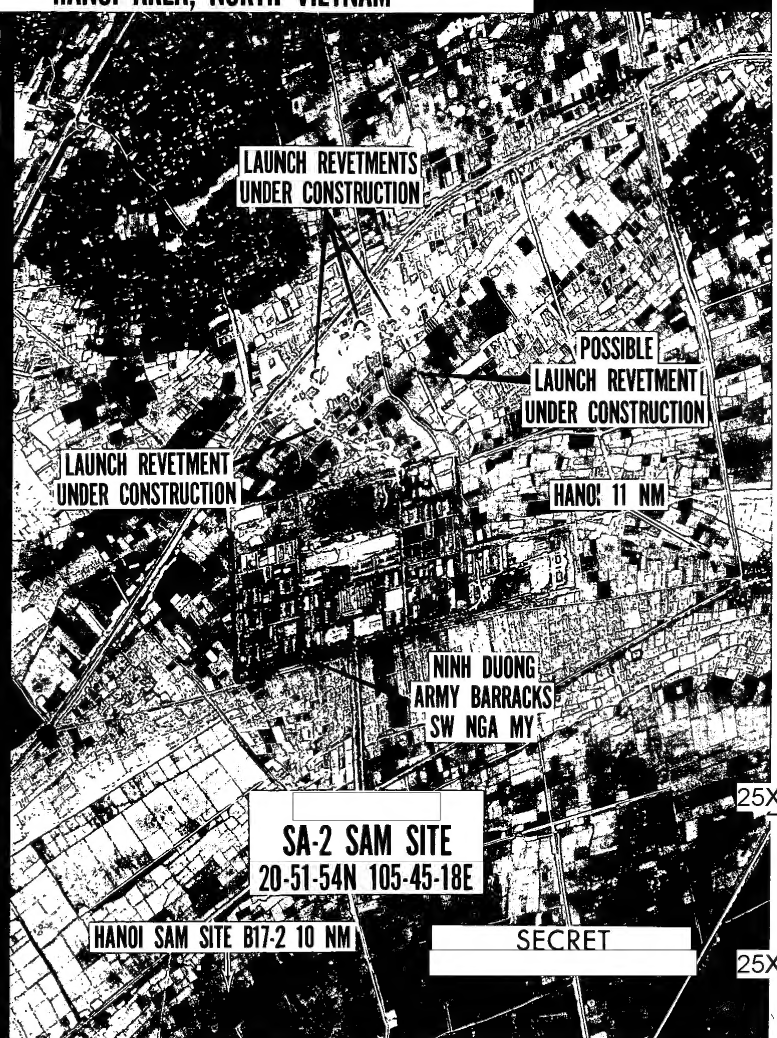 HANOI AREA, NORTH VIETNAM
LAUNCH REVETMENTS
UNDER CONSTRUCTION
POSSIBLE
LAUNCH REVETMENT
UNDER CONSTRUCTION
LAUNCH REVETMENT
UNDER CONSTRUCTION
HANOI 11 NM
NINH DUONG
ARMY BARRACKS
SW NGA MY
25X
SA-2 SAM SITE
20-51-54N 105-45-18E
HANOI SAM SITE B17-2 10 NM
SECRET
25X